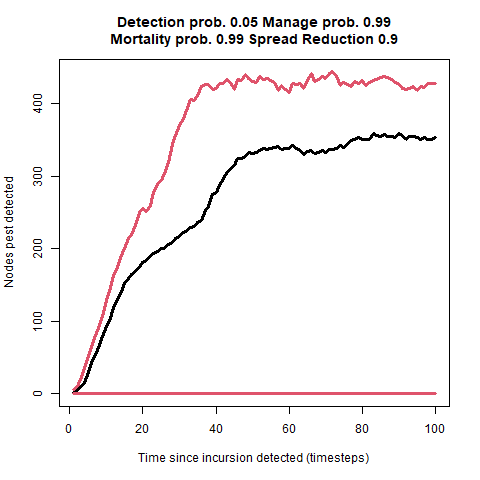 Detection prob. 0.05 Manage prob. 0.99
Mortality prob. 0.99 Spread Reduction 0.9
Nodes pest detected
400
300
200
100
0
0 20 40 60 80 100
Time since incursion detected (timesteps)